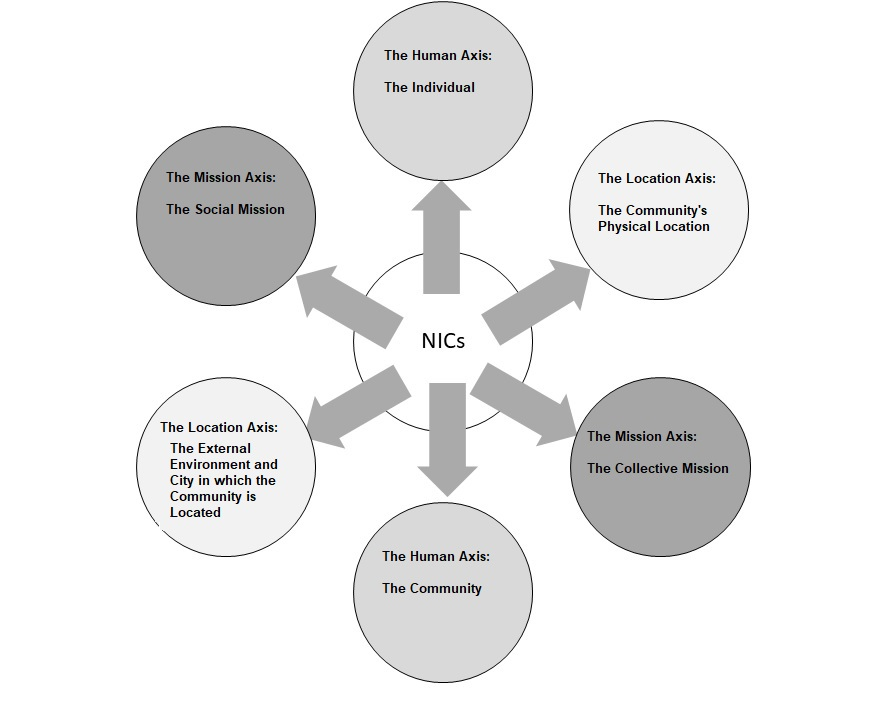 The Human Axis:
The Individual
The Mission Axis:
The Social Mission
The Location Axis:
The Community's
Physical Location
NICs
The Location Axis:
The External
Environment and
City in which the
Community is
Located
The Mission Axis:
The Collective Mission
The Human Axis:
The Community